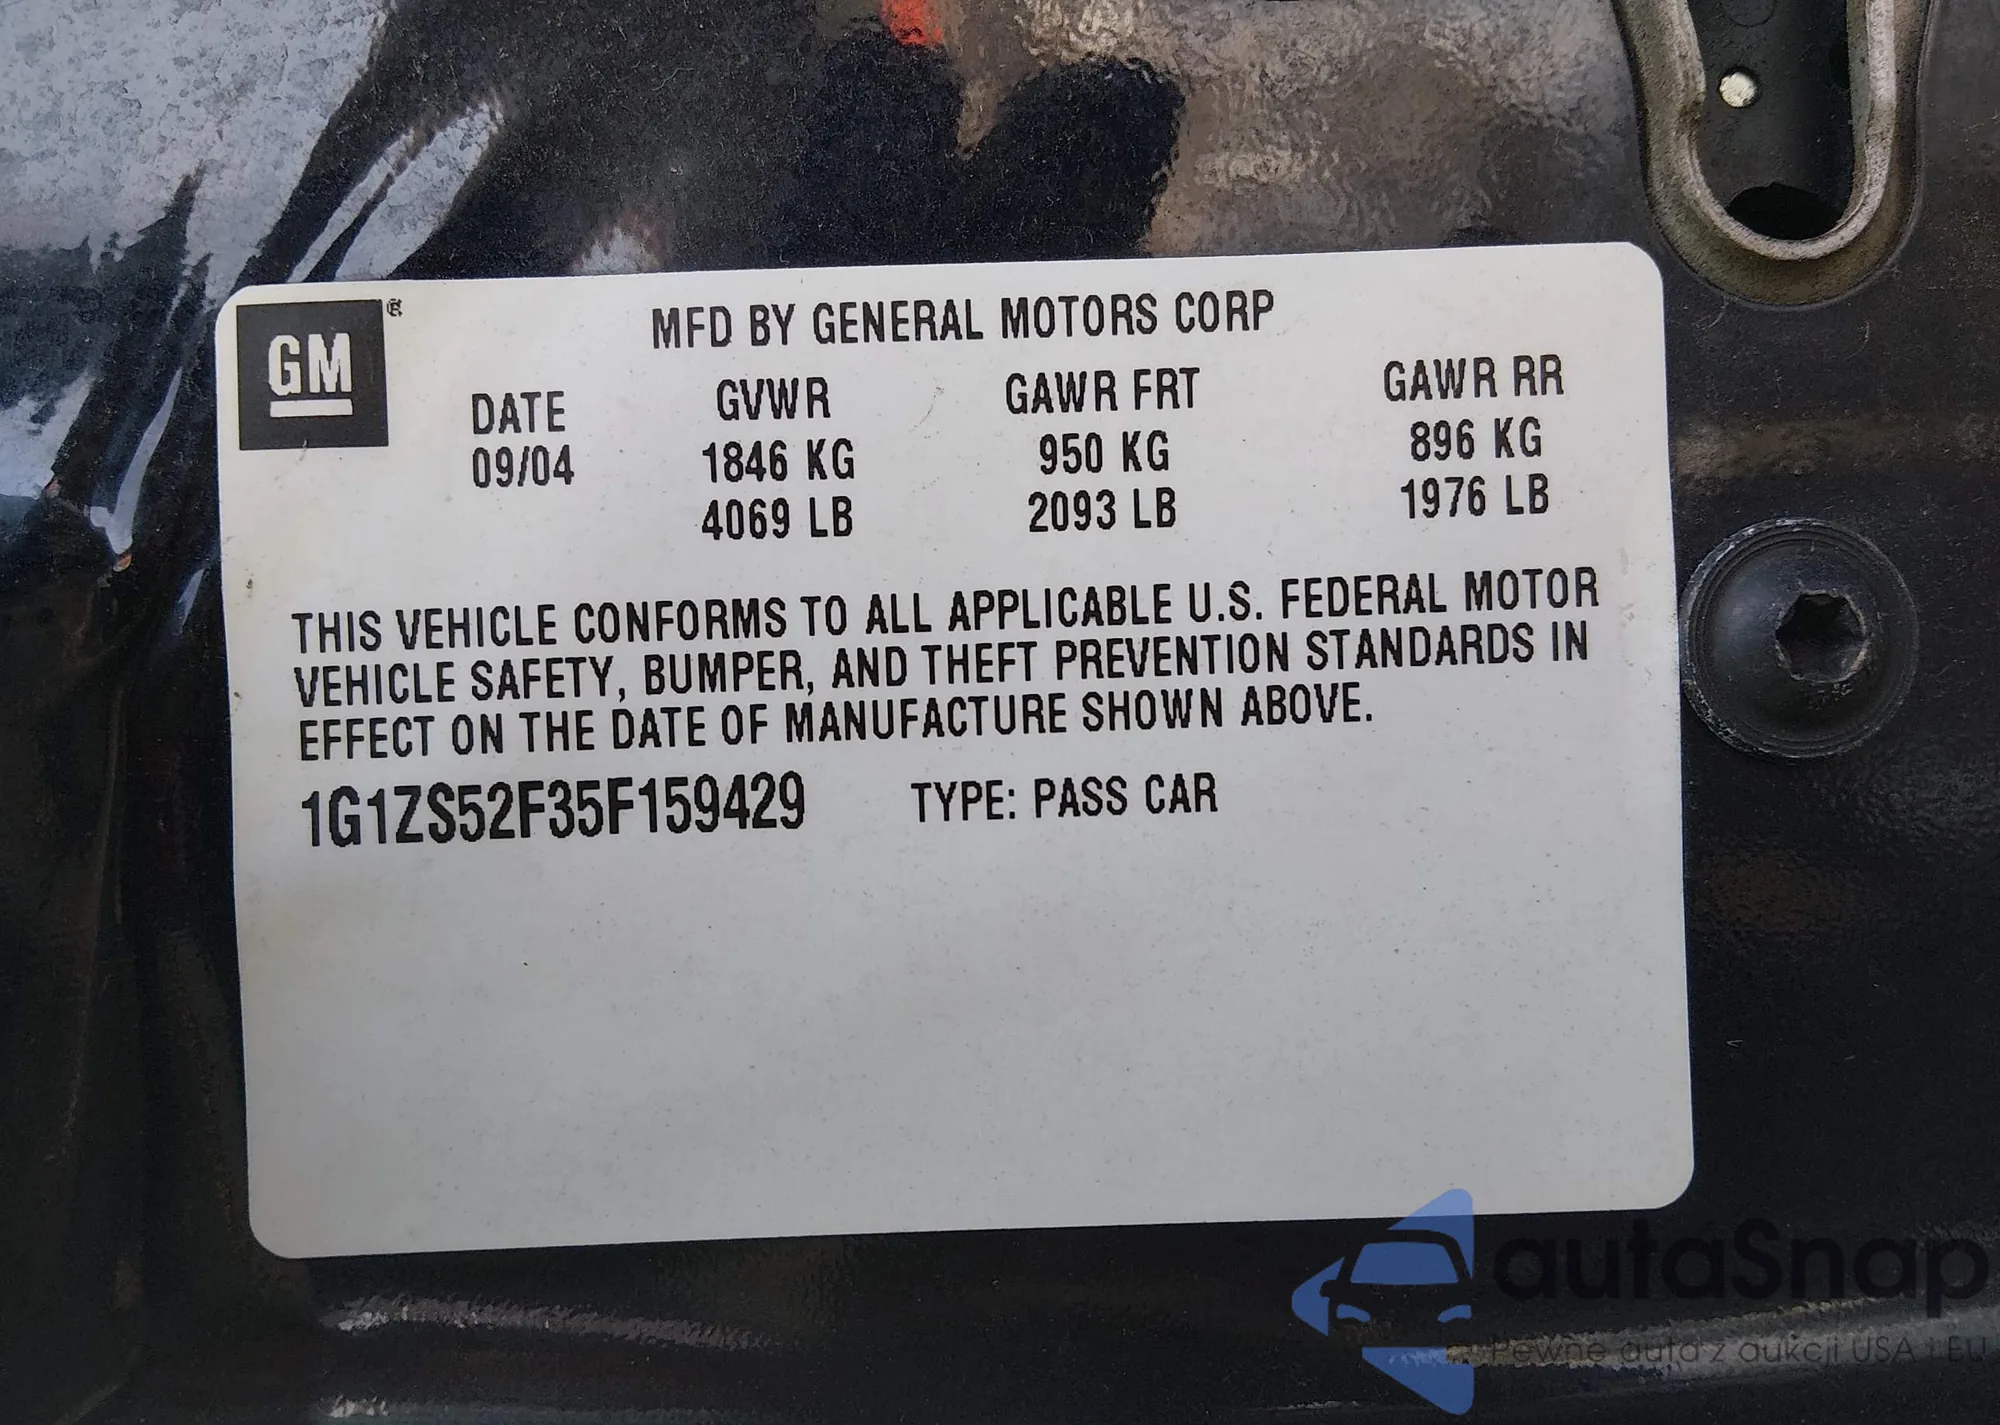 GM ®
MFD BY GENERAL MOTORS CORP
DATE GVWR GAWR FRT GAWR RR
09/04 1846 KG 950 KG 896 KG
4069 LB 2093 LB 1976 LB
THIS VEHICLE CONFORMS TO ALL APPLICABLE U.S. FEDERAL MOTOR
VEHICLE SAFETY, BUMPER, AND THEFT PREVENTION STANDARDS IN
EFFECT ON THE DATE OF MANUFACTURE SHOWN ABOVE.
1G1ZS52F35F159429 TYPE: PASS CAR
autaSnap
Pewne auta z aukcji USA i EU